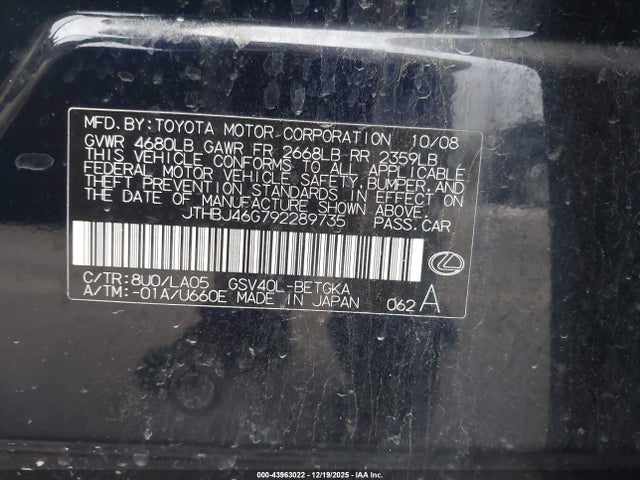 MFD. BY: TOYOTA MOTOR CORPORATION 10/08
GVWR 4680LB GAWR FR 2668LB RR 2359LB
THIS VEHICLE CONFORMS TO ALL APPLICABLE
FEDERAL MOTOR VEHICLE SAFETY, BUMPER, AND
THEFT PREVENTION STANDARDS IN EFFECT ON
THE DATE OF MANUFACTURE SHOWN ABOVE.
JTHBJ46G792289735 PASS. CAR
C/TR: 8U0/LA05 GSV40L-BETGKA
A/TM: -01A/U660E MADE IN JAPAN 062 A
000-43963022 - 12/19/2025 - IAAI.COM